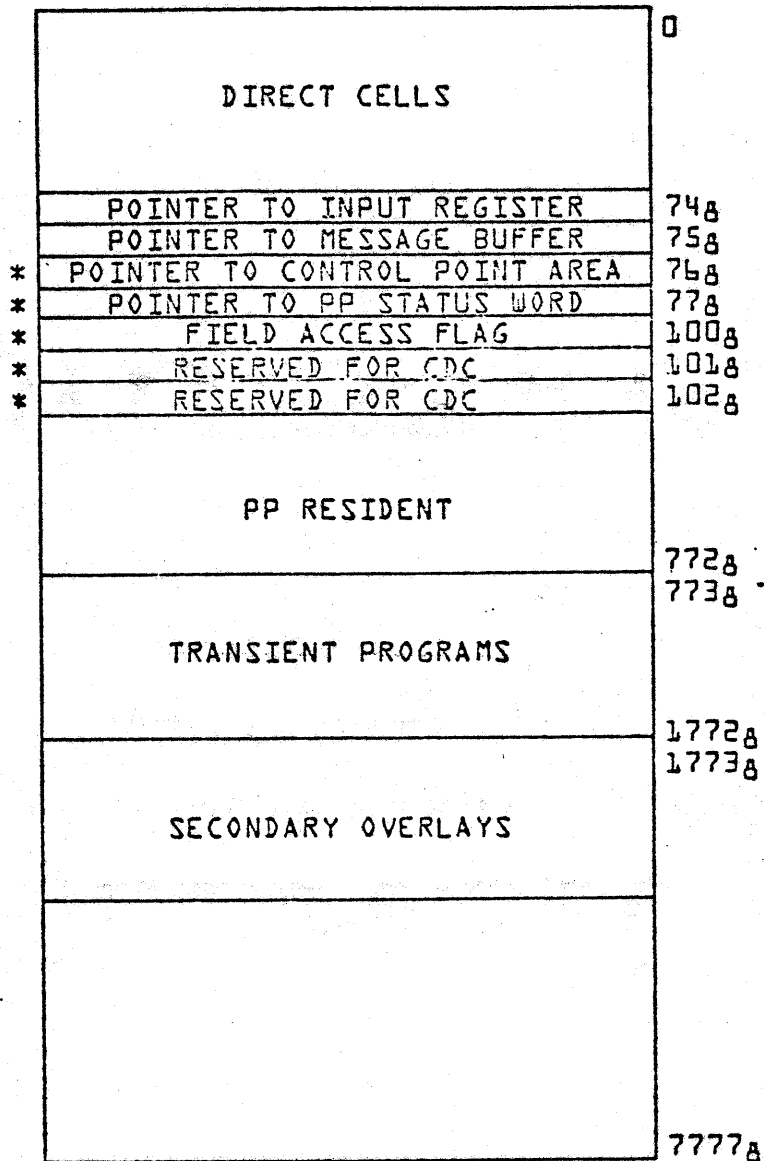 0
DIRECT CELLS
POINTER TO INPUT REGISTER 74₈
POINTER TO MESSAGE BUFFER 75₈
* POINTER TO CONTROL POINT AREA 76₈
* POINTER TO PP STATUS WORD 77₈
* FIELD ACCESS FLAG 100₈
* RESERVED FOR CDC 101₈
* RESERVED FOR CDC 102₈
PP RESIDENT
772₈
773₈
TRANSIENT PROGRAMS
1772₈
1773₈
SECONDARY OVERLAYS
7777₈